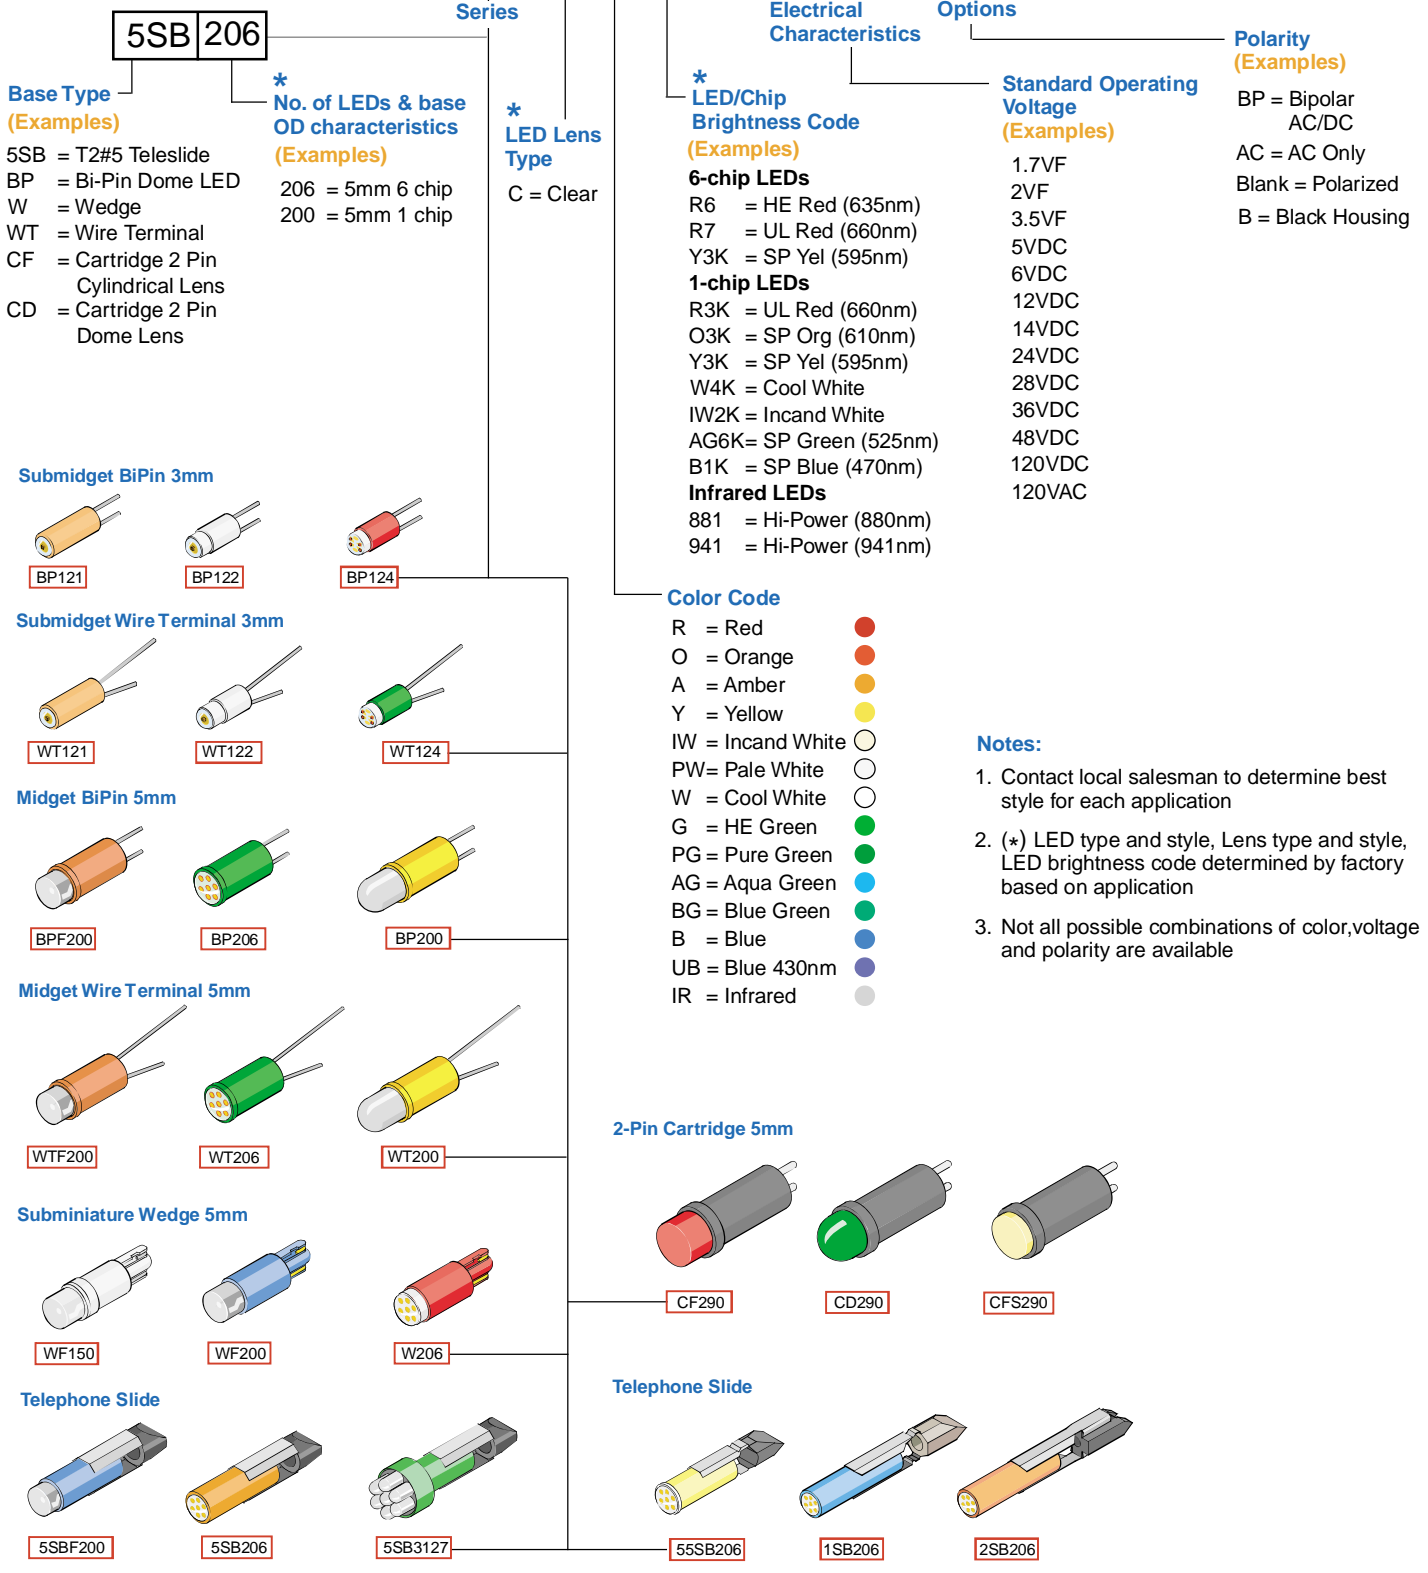 Series
Electrical
Characteristics
Options
5SB 206
Base Type
(Examples)
5SB = T2#5 Teleslide
BP = Bi-Pin Dome LED
W = Wedge
WT = Wire Terminal
CF = Cartridge 2 Pin
Cylindrical Lens
CD = Cartridge 2 Pin
Dome Lens
*
No. of LEDs & base
OD characteristics
(Examples)
206 = 5mm 6 chip
200 = 5mm 1 chip
*
LED Lens
Type
C = Clear
*
LED/Chip
Brightness Code
(Examples)
6-chip LEDs
R6 = HE Red (635nm)
R7 = UL Red (660nm)
Y3K = SP Yel (595nm)
1-chip LEDs
R3K = UL Red (660nm)
O3K = SP Org (610nm)
Y3K = SP Yel (595nm)
W4K = Cool White
IW2K = Incand White
AG6K= SP Green (525nm)
B1K = SP Blue (470nm)
Infrared LEDs
881 = Hi-Power (880nm)
941 = Hi-Power (941nm)
Standard Operating
Voltage
(Examples)
1.7VF
2VF
3.5VF
5VDC
6VDC
12VDC
14VDC
24VDC
28VDC
36VDC
48VDC
120VDC
120VAC
Polarity
(Examples)
BP = Bipolar
AC/DC
AC = AC Only
Blank = Polarized
B = Black Housing
Submidget BiPin 3mm
BP121
BP122
BP124
Submidget Wire Terminal 3mm
WT121
WT122
WT124
Midget BiPin 5mm
BPF200
BP206
BP200
Midget Wire Terminal 5mm
WTF200
WT206
WT200
Subminiature Wedge 5mm
WF150
WF200
W206
Telephone Slide
5SBF200
5SB206
5SB3127
Color Code
R = Red
O = Orange
A = Amber
Y = Yellow
IW = Incand White
PW= Pale White
W = Cool White
G = HE Green
PG = Pure Green
AG = Aqua Green
BG = Blue Green
B = Blue
UB = Blue 430nm
IR = Infrared
Notes:
1. Contact local salesman to determine best
style for each application
2. (*) LED type and style, Lens type and style,
LED brightness code determined by factory
based on application
3. Not all possible combinations of color,voltage
and polarity are available
2-Pin Cartridge 5mm
CF290
CD290
CFS290
Telephone Slide
55SB206
1SB206
2SB206